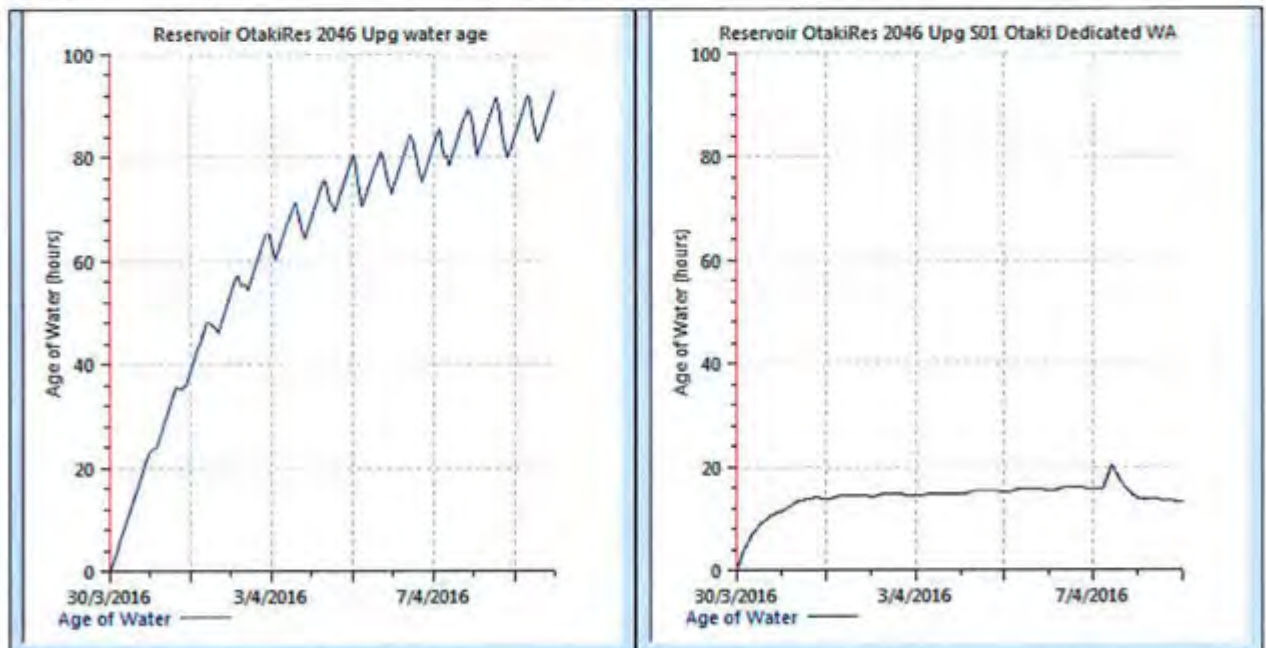 Reservoir OtakiRes 2046 Upg water age
100
80
60
40
20
0
Age of Water (hours)
30/3/2016 3/4/2016 7/4/2016
Age of Water
Reservoir OtakiRes 2046 Upg S01 Otaki Dedicated WA
100
80
60
40
20
0
Age of Water (hours)
30/3/2016 3/4/2016 7/4/2016
Age of Water